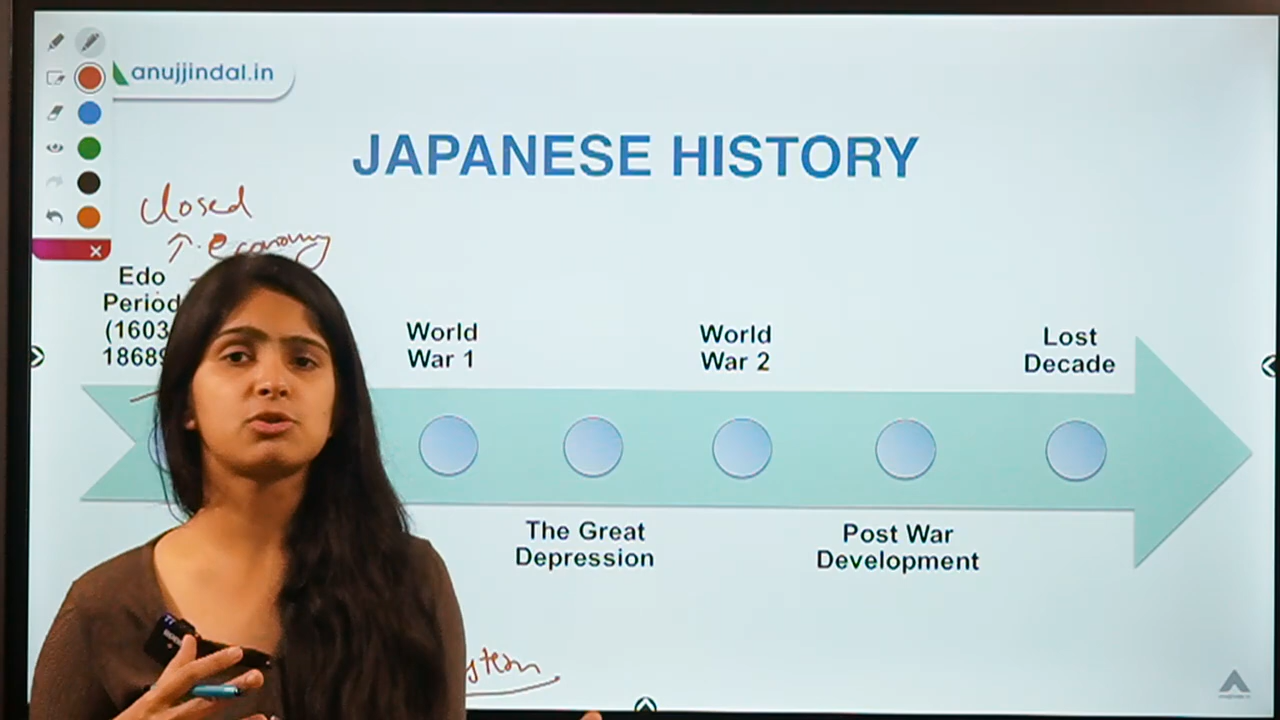 anujjindal.in
JAPANESE HISTORY
closed
↑. economy
Edo
Period
(1603
1868
World
War 1
World
War 2
Lost
Decade
The Great
Depression
Post War
Development